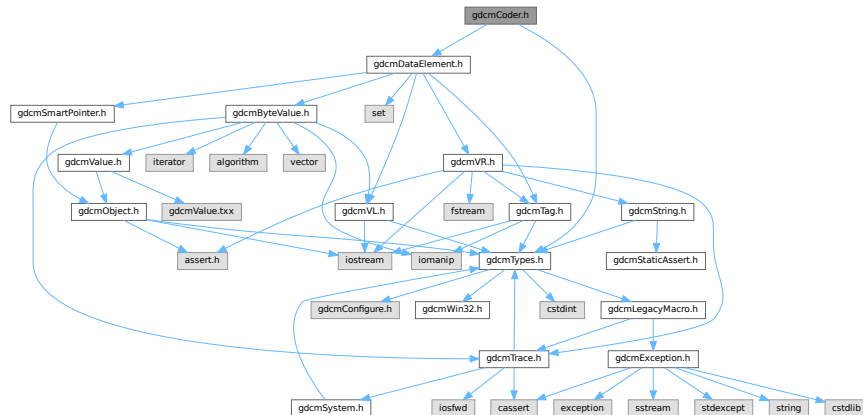 gdcmCoder.h
gdcmDataElement.h
gdcmSmartPointer.h
gdcmByteValue.h
set
gdcmValue.h
iterator
algorithm
vector
gdcmVR.h
gdcmObject.h
gdcmValue.txx
gdcmVL.h
fstream
gdcmTag.h
gdcmString.h
assert.h
iostream
iomanip
gdcmTypes.h
gdcmStaticAssert.h
gdcmConfigure.h
gdcmWin32.h
cstdint
gdcmLegacyMacro.h
gdcmTrace.h
gdcmException.h
gdcmSystem.h
iosfwd
cassert
exception
sstream
stdexcept
string
cstdlib